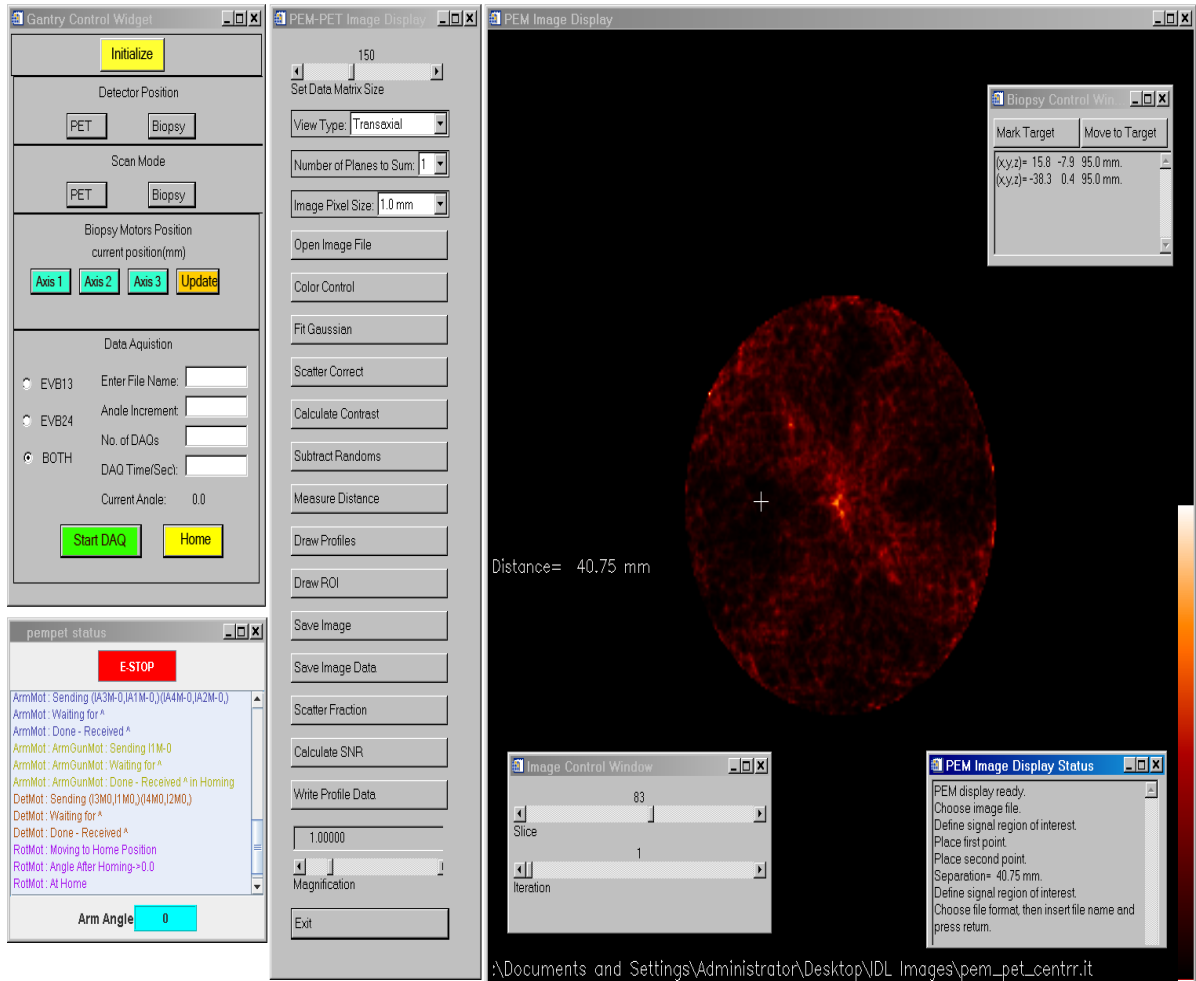 Gantry Control Widget
Initialize
Detector Position
PET Biopsy
Scan Mode
PET Biopsy
Biopsy Motors Position
current position(mm)
Axis 1 Axis 2 Axis 3 Update
Data Aquistion
EVB13
EVB24
BOTH
Enter File Name:
Angle Increment:
No. of DAQs
DAQ Time(Sec):
Current Angle: 0.0
Start DAQ Home
pempet status
E-STOP
ArmMot : Sending (IA3M-0,IA1M-0,)(IA4M-0,IA2M-0,)
ArmMot : Waiting for ^
ArmMot : Done - Received ^
ArmMot : ArmGunMot : Sending I1M-0
ArmMot : ArmGunMot : Waiting for ^
ArmMot : ArmGunMot : Done - Received ^ in Homing
DetMot : Sending (I3M0,I1M0,)(I4M0,I2M0,)
DetMot : Waiting for ^
DetMot : Done - Received ^
RotMot : Moving to Home Position
RotMot : Angle After Homing->0.0
RotMot : At Home
Arm Angle 0
PEM-PET Image Display
150
Set Data Matrix Size
View Type: Transaxial
Number of Planes to Sum: 1
Image Pixel Size: 1.0 mm
Open Image File
Color Control
Fit Gaussian
Scatter Correct
Calculate Contrast
Subtract Randoms
Measure Distance
Draw Profiles
Draw ROI
Save Image
Save Image Data
Scatter Fraction
Calculate SNR
Write Profile Data
1.00000
Magnification
Exit
PEM Image Display
Biopsy Control Win...
Mark Target Move to Target
(x,y,z)= 15.8 -7.9 95.0 mm.
(x,y,z)= -38.3 0.4 95.0 mm.
Distance= 40.75 mm
Image Control Window
83
Slice
1
Iteration
PEM Image Display Status
PEM display ready.
Choose image file.
Define signal region of interest.
Place first point.
Place second point.
Separation= 40.75 mm.
Define signal region of interest.
Choose file format, then insert file name and
press return.
:\Documents and Settings\Administrator\Desktop\IDL Images\pem_pet_centrr.it